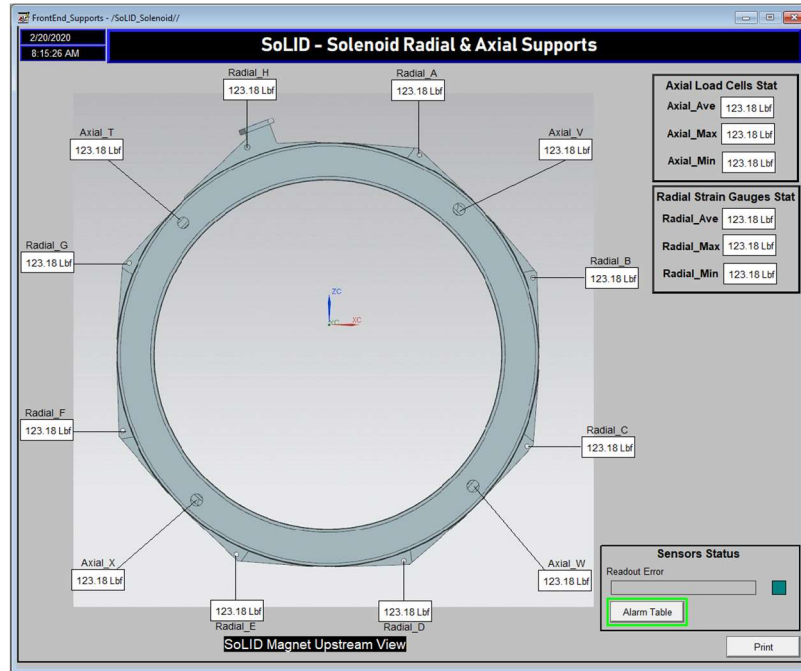 FrontEnd_Supports - /SoLID_Solenoid//
2/20/2020
8:15:26 AM
SoLID - Solenoid Radial & Axial Supports
Radial_H
123.18 Lbf
Radial_A
123.18 Lbf
Axial_T
123.18 Lbf
Axial_V
123.18 Lbf
Radial_G
123.18 Lbf
Radial_B
123.18 Lbf
ZC
YC XC
Radial_F
123.18 Lbf
Radial_C
123.18 Lbf
Axial_X
123.18 Lbf
Axial_W
123.18 Lbf
123.18 Lbf
Radial_E
123.18 Lbf
Radial_D
SoLID Magnet Upstream View
Axial Load Cells Stat
Axial_Ave 123.18 Lbf
Axial_Max 123.18 Lbf
Axial_Min 123.18 Lbf
Radial Strain Gauges Stat
Radial_Ave 123.18 Lbf
Radial_Max 123.18 Lbf
Radial_Min 123.18 Lbf
Sensors Status
Readout Error
Alarm Table
Print